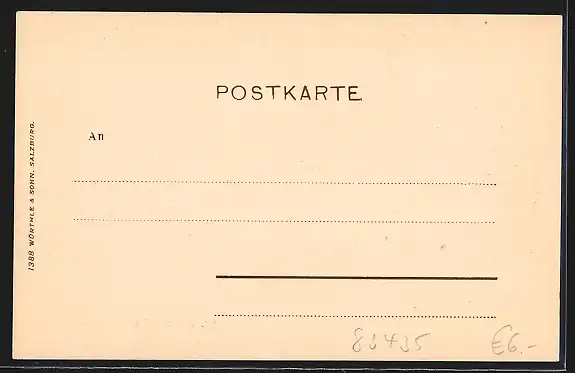 POSTKARTE.
An
1388 WÜRTHLE & SOHN, SALZBURG.
83435 €6.-